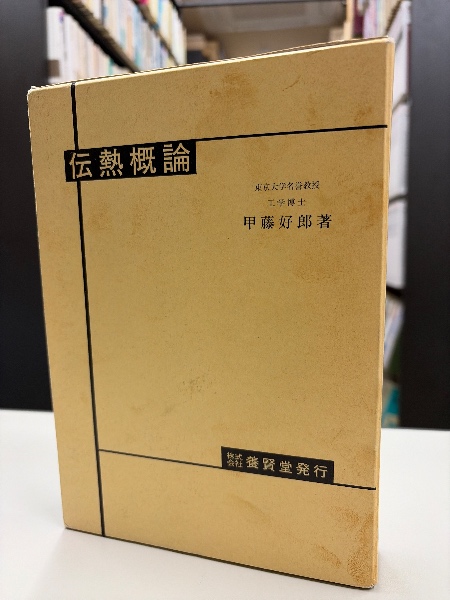 伝熱概論
東京大学名誉教授
工学博士
甲藤好郎著
株式会社 養賢堂発行